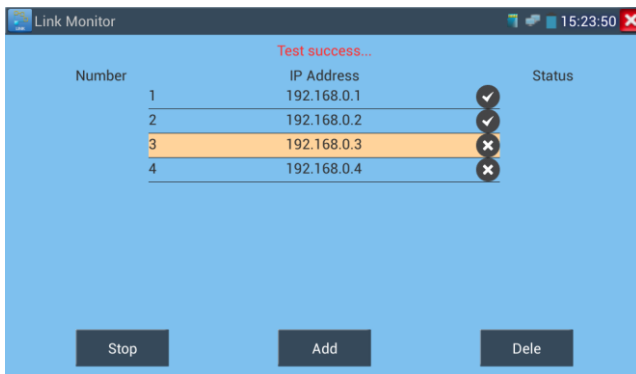 Link Monitor 15:23:50
Test success...
Number IP Address Status
1 192.168.0.1
2 192.168.0.2
3 192.168.0.3
4 192.168.0.4
Stop Add Dele